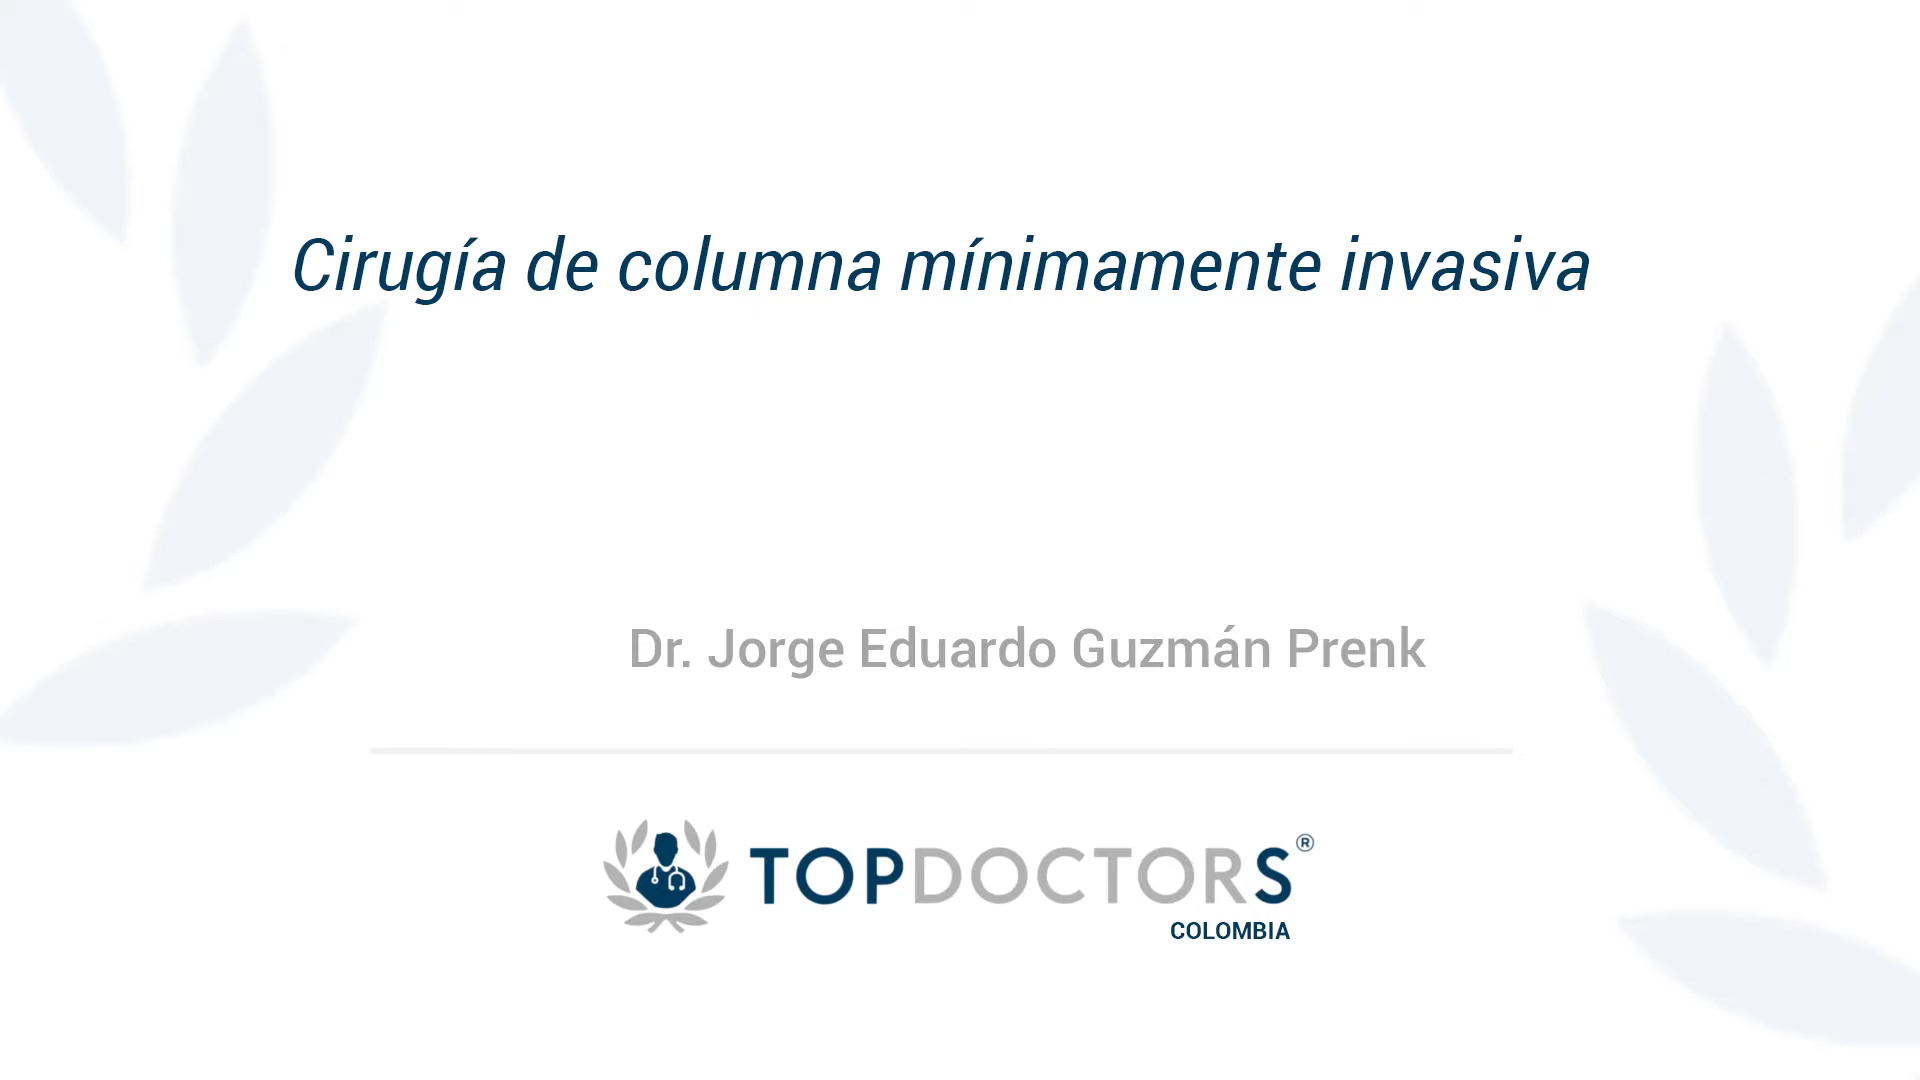 Cirugía de columna mínimamente invasiva
Dr. Jorge Eduardo Guzmán Prenk
TOPDOCTORS®
COLOMBIA